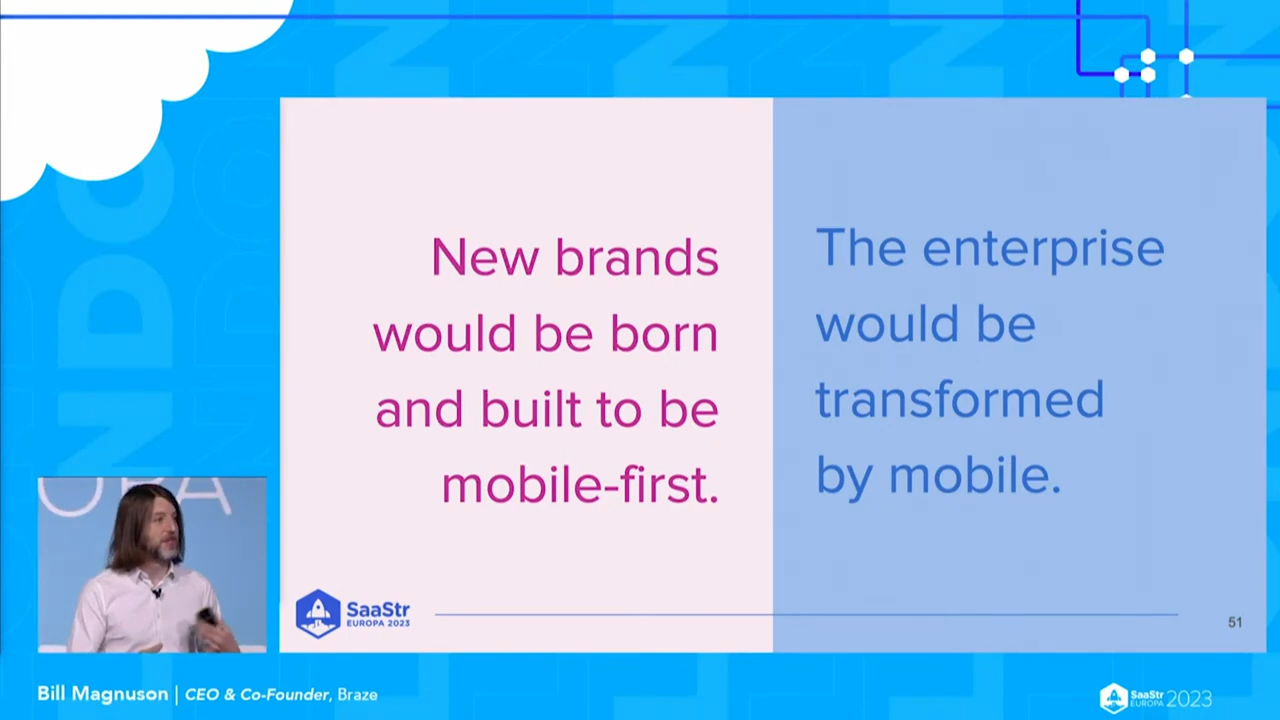 New brands
would be born
and built to be
mobile-first.
The enterprise
would be
transformed
by mobile.
SaaStr
EUROPA 2023
51
OPA
Bill Magnuson | CEO & Co-Founder, Braze
SaaStr
EUROPA 2023